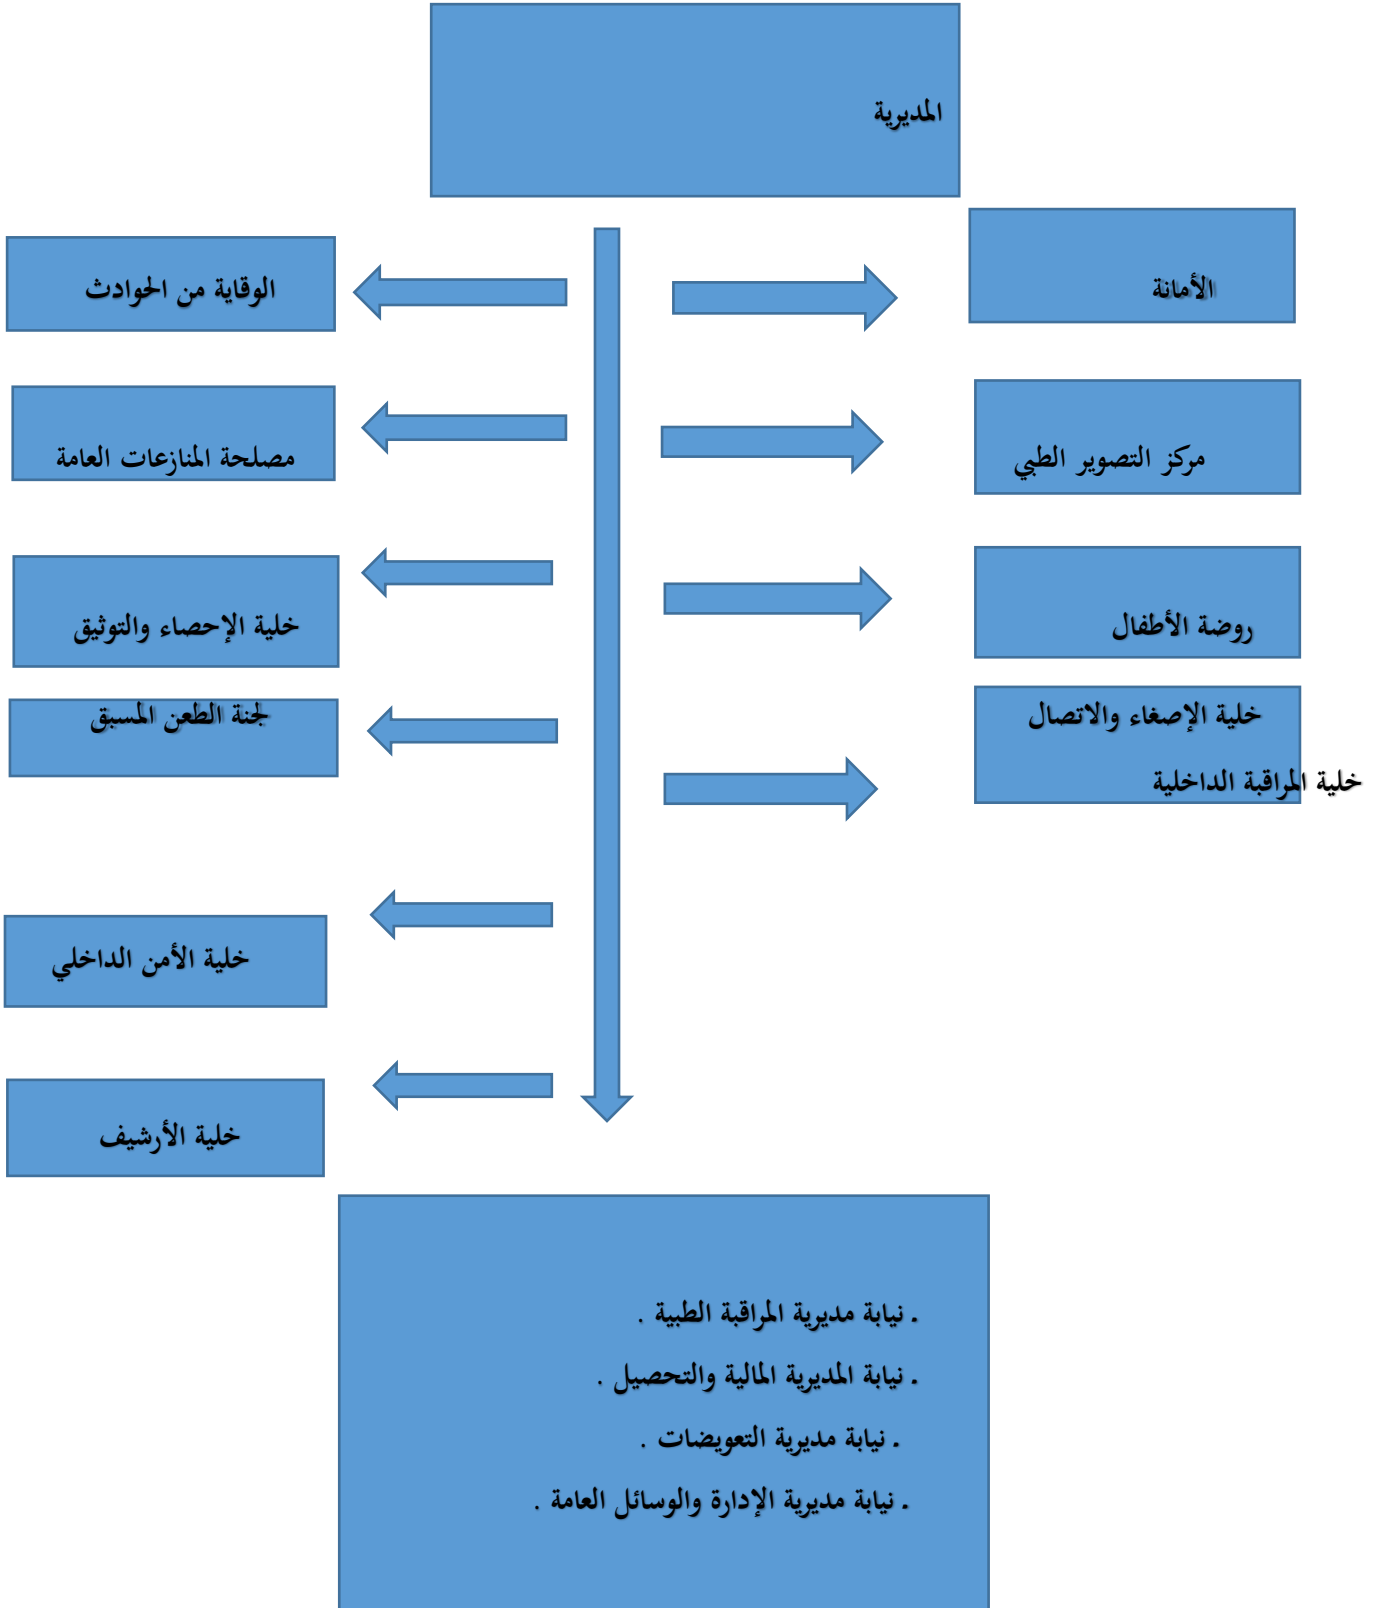 المديرية
الأمانة
الوقاية من الحوادث
مركز التصوير الطبي
مصلحة المنازعات العامة
روضة الأطفال
خلية الإحصاء والتوثيق
خلية الإصغاء والاتصال
لجنة الطعن المسبق
خلية المراقبة الداخلية
خلية الأمن الداخلي
خلية الأرشيف
- نيابة مديرية المراقبة الطبية .
- نيابة المديرية المالية والتحصيل .
- نيابة مديرية التعويضات .
- نيابة مديرية الإدارة والوسائل العامة .